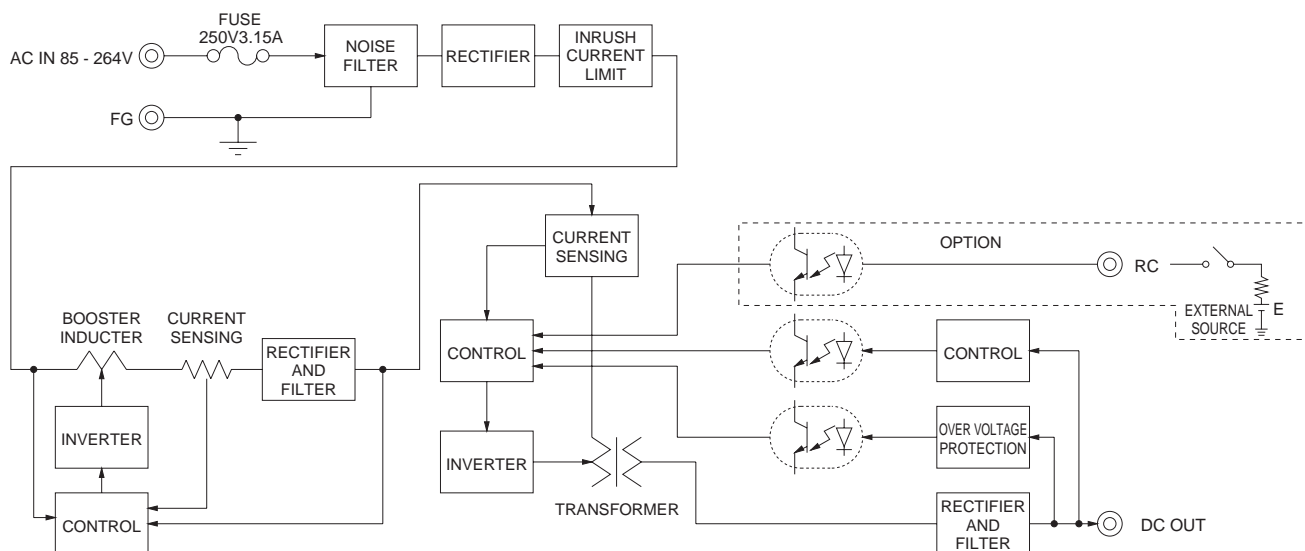 FUSE
250V3.15A
AC IN 85 - 264V
NOISE
FILTER
RECTIFIER
INRUSH
CURRENT
LIMIT
FG
CURRENT
SENSING
OPTION
RC
E
EXTERNAL
SOURCE
BOOSTER
INDUCTER
CURRENT
SENSING
RECTIFIER
AND
FILTER
CONTROL
CONTROL
INVERTER
INVERTER
OVER VOLTAGE
PROTECTION
TRANSFORMER
CONTROL
RECTIFIER
AND
FILTER
DC OUT